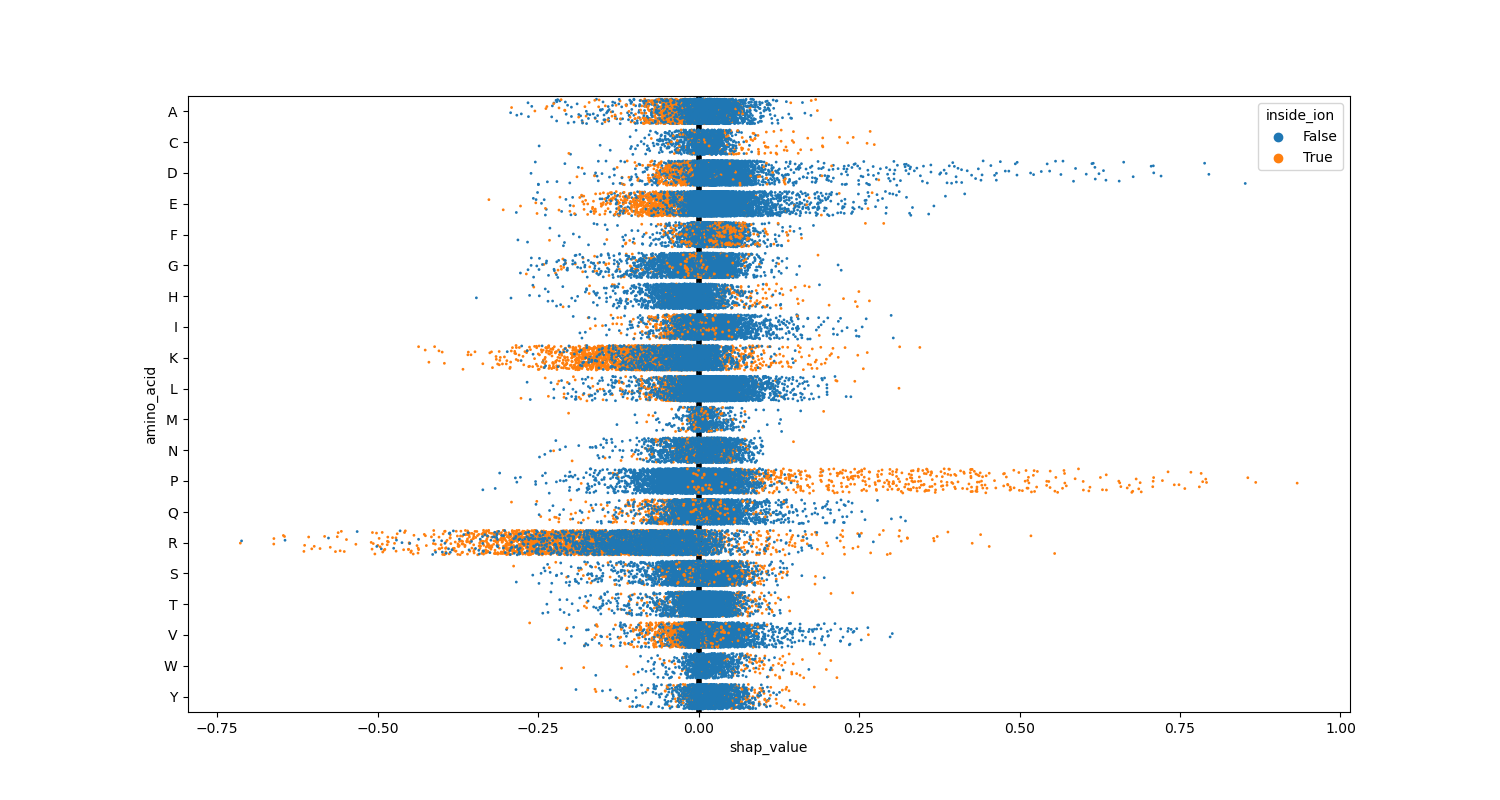 inside_ion
False
True
amino_acid
A
C
D
E
F
G
H
I
K
L
M
N
P
Q
R
S
T
V
W
Y
−0.75 −0.50 −0.25 0.00 0.25 0.50 0.75 1.00
shap_value